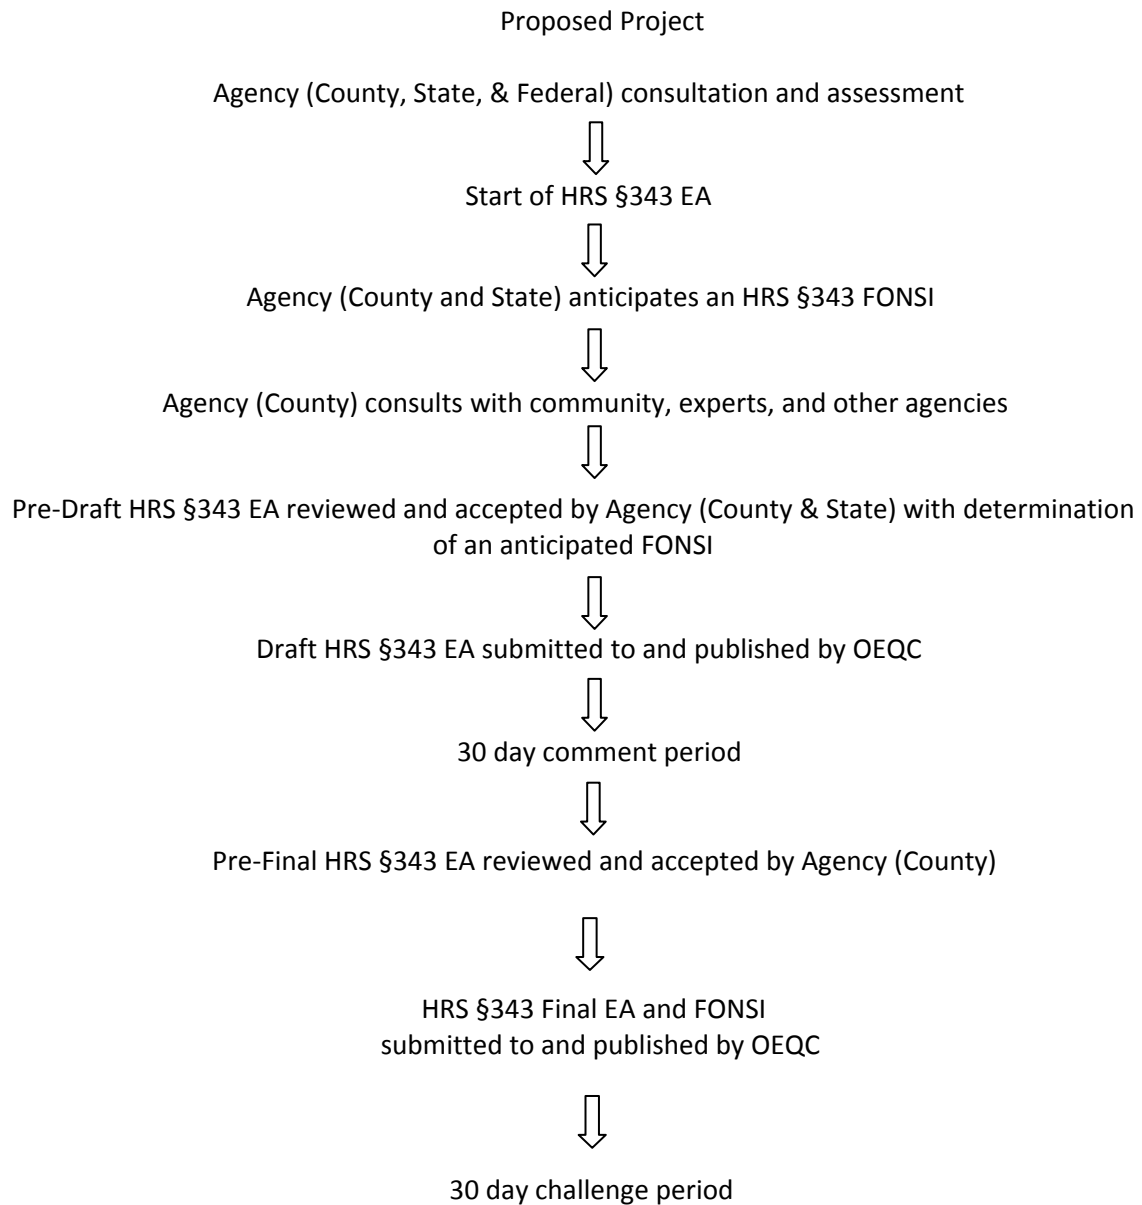 Proposed Project
Agency (County, State, & Federal) consultation and assessment
Start of HRS §343 EA
Agency (County and State) anticipates an HRS §343 FONSI
Agency (County) consults with community, experts, and other agencies
Pre-Draft HRS §343 EA reviewed and accepted by Agency (County & State) with determination
of an anticipated FONSI
Draft HRS §343 EA submitted to and published by OEQC
30 day comment period
Pre-Final HRS §343 EA reviewed and accepted by Agency (County)
HRS §343 Final EA and FONSI
submitted to and published by OEQC
30 day challenge period